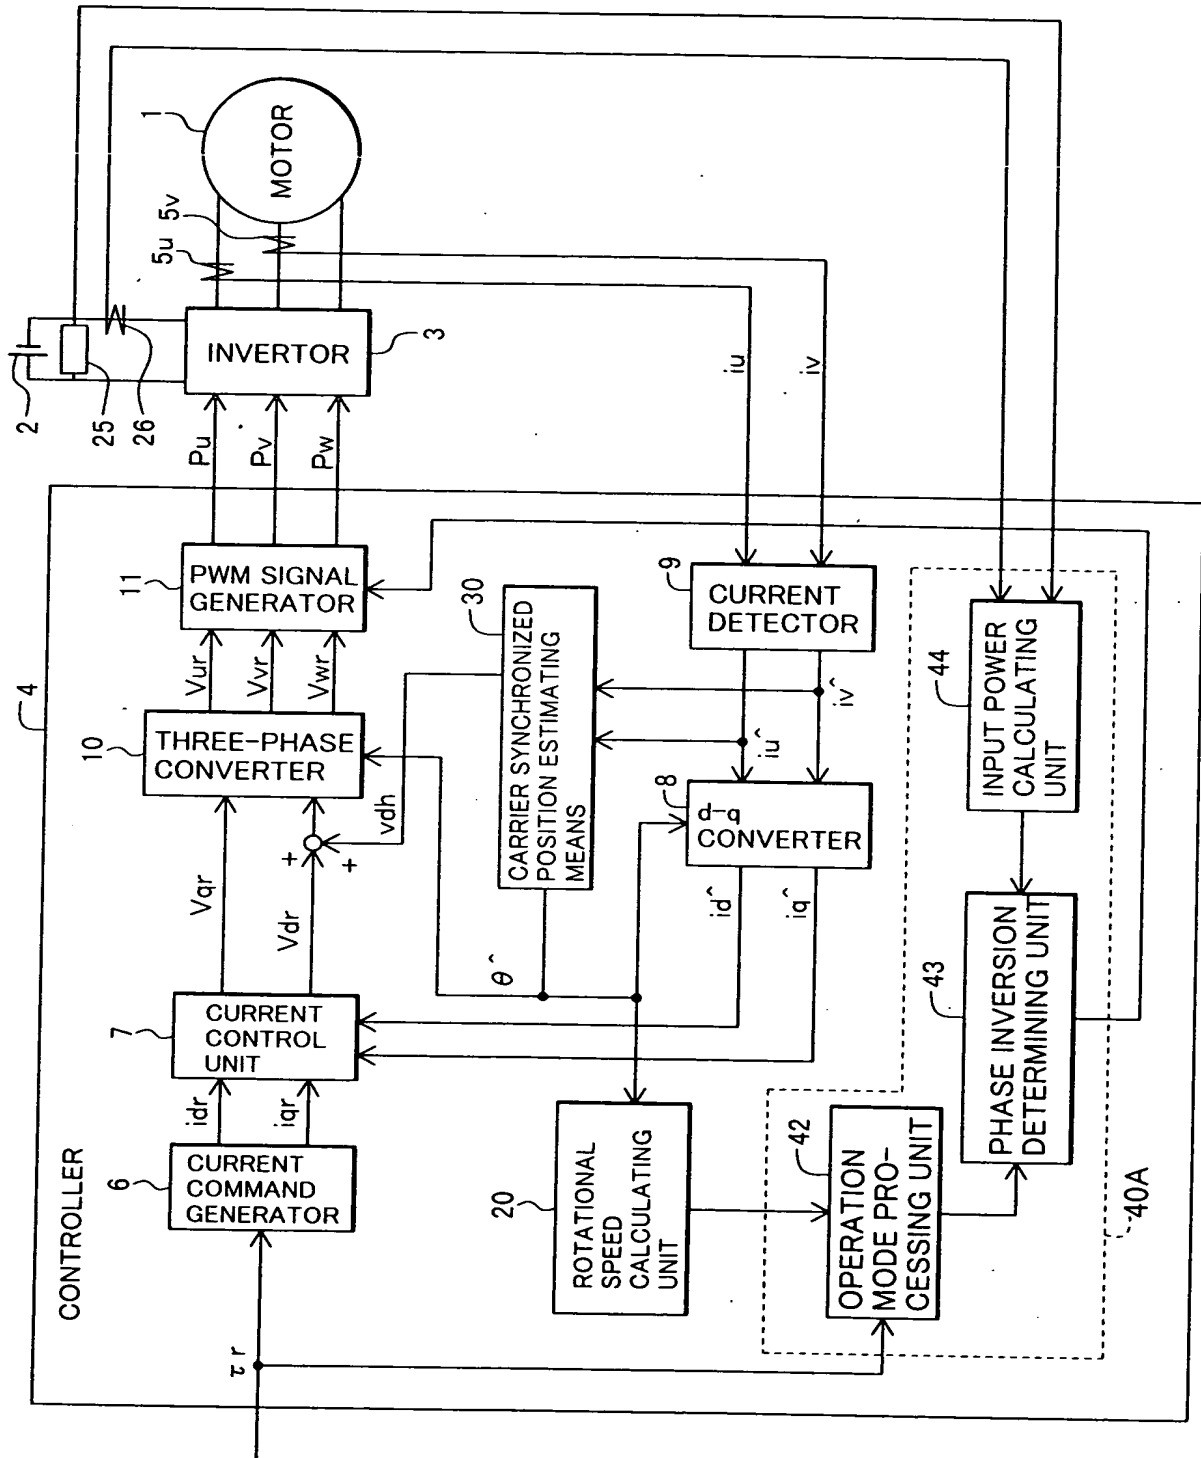 CONTROLLER
4
τr
6
CURRENT
COMMAND
GENERATOR
idr
iqr
7
CURRENT
CONTROL
UNIT
Vqr
Vdr
+
+
vdh
10
THREE-PHASE
CONVERTER
Vur
Vvr
Vwr
11
PWM SIGNAL
GENERATOR
Pu
Pv
Pw
2
25
26
INVERTOR
3
5u
5v
1
MOTOR
30
CARRIER SYNCHRONIZED
POSITION ESTIMATING
MEANS
θ^
iu
iv
9
CURRENT
DETECTOR
iu^
iv^
8
d-q
CONVERTER
id^
iq^
20
ROTATIONAL
SPEED
CALCULATING
UNIT
42
OPERATION
MODE PRO-
CESSING UNIT
43
PHASE INVERSION
DETERMINING UNIT
44
INPUT POWER
CALCULATING
UNIT
40A